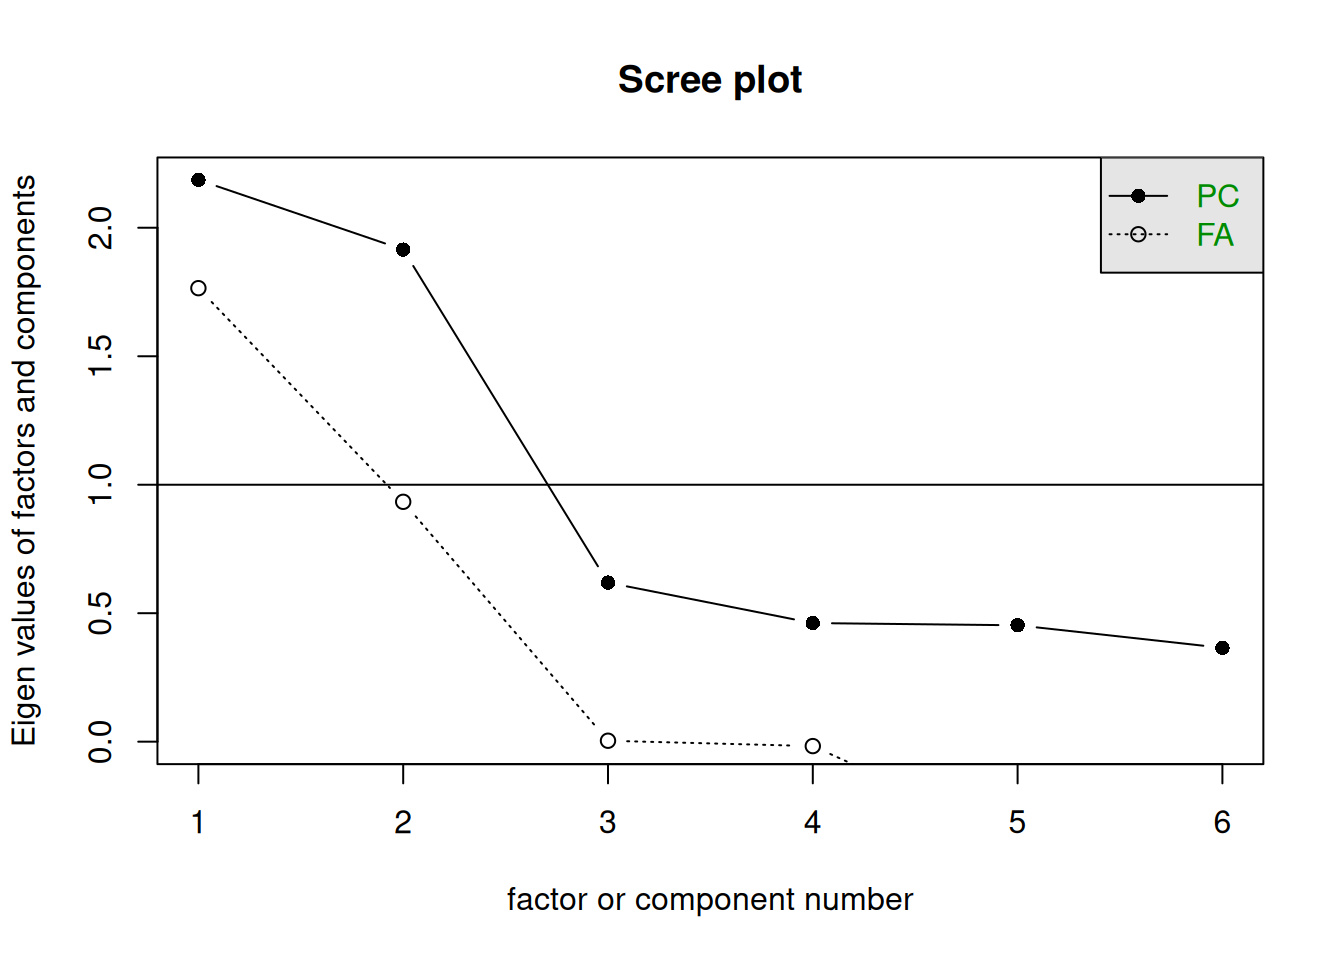 Scree plot
Eigen values of factors and components
2.0
1.5
1.0
0.5
0.0
PC
FA
1 2 3 4 5 6
factor or component number